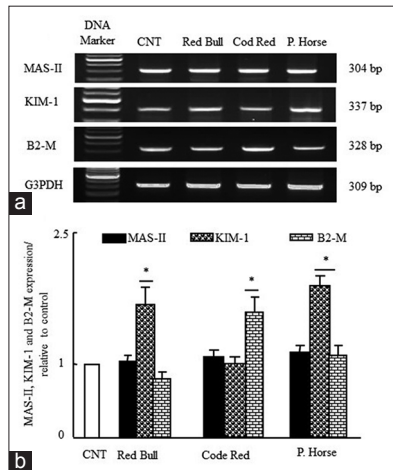 DNA
Marker
CNT Red Bull Cod Red P. Horse
MAS-II 304 bp
KIM-1 337 bp
B2-M 328 bp
G3PDH 309 bp
a
2.5
MAS-II KIM-1 B2-M
* * *
MAS-II, KIM-1 and B2-M expression/
relative to control
1
0
CNT Red Bull Code Red P. Horse
b